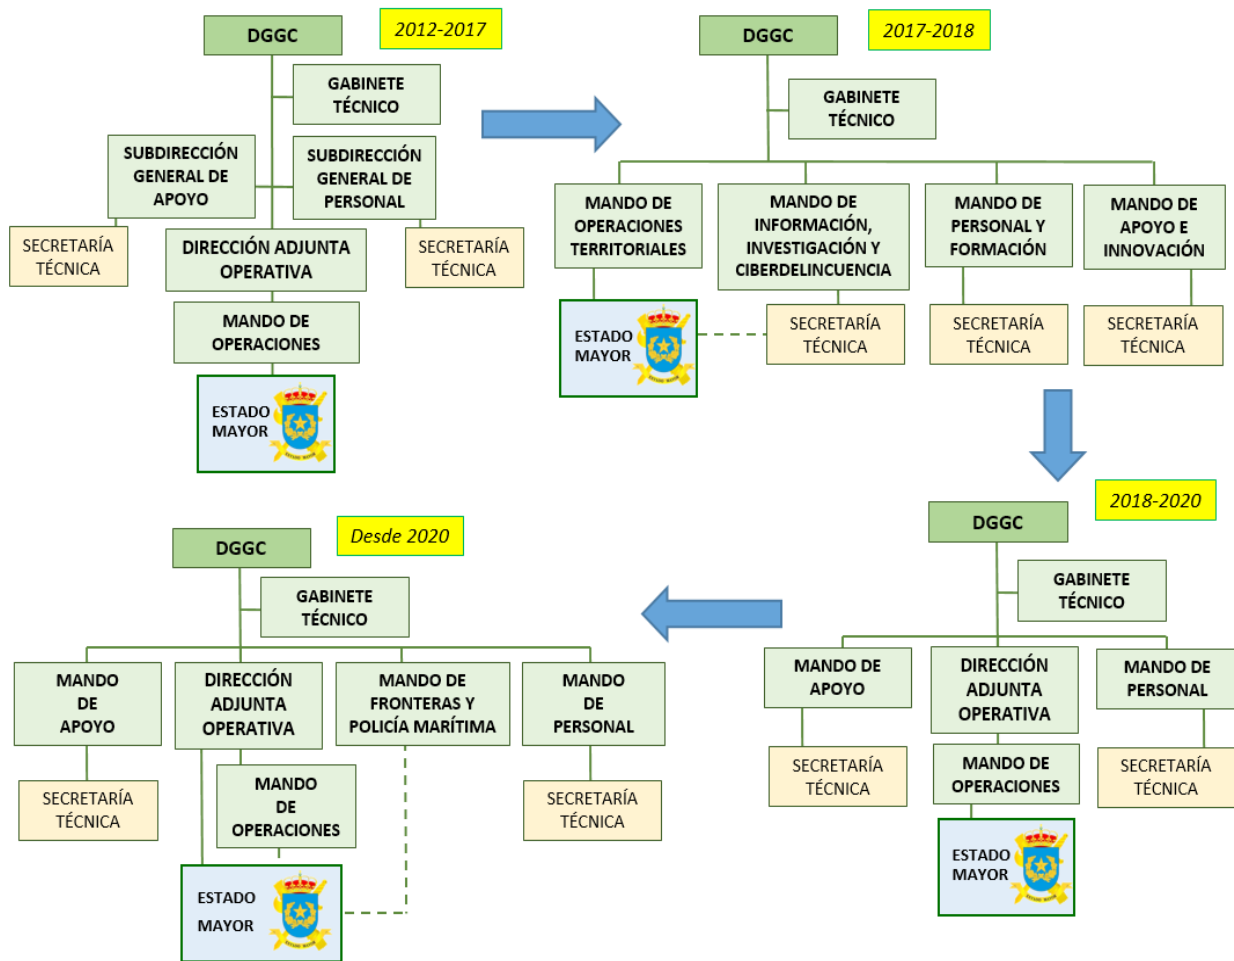 DGGC
2012-2017
GABINETE
TÉCNICO
SUBDIRECCIÓN
GENERAL DE
APOYO
SUBDIRECCIÓN
GENERAL DE
PERSONAL
SECRETARÍA
TÉCNICA
DIRECCIÓN ADJUNTA
OPERATIVA
SECRETARÍA
TÉCNICA
MANDO DE
OPERACIONES
ESTADO
MAYOR
DGGC
2017-2018
GABINETE
TÉCNICO
MANDO DE
OPERACIONES
TERRITORIALES
MANDO DE
INFORMACIÓN,
INVESTIGACIÓN Y
CIBERDELINCUENCIA
MANDO DE
PERSONAL Y
FORMACIÓN
MANDO DE
APOYO E
INNOVACIÓN
ESTADO
MAYOR
SECRETARÍA
TÉCNICA
SECRETARÍA
TÉCNICA
SECRETARÍA
TÉCNICA
2018-2020
DGGC
GABINETE
TÉCNICO
MANDO DE
APOYO
DIRECCIÓN
ADJUNTA
OPERATIVA
MANDO DE
PERSONAL
SECRETARÍA
TÉCNICA
MANDO DE
OPERACIONES
SECRETARÍA
TÉCNICA
ESTADO
MAYOR
Desde 2020
DGGC
GABINETE
TÉCNICO
MANDO
DE
APOYO
DIRECCIÓN
ADJUNTA
OPERATIVA
MANDO DE
FRONTERAS Y
POLICÍA MARÍTIMA
MANDO
DE
PERSONAL
SECRETARÍA
TÉCNICA
MANDO
DE
OPERACIONES
SECRETARÍA
TÉCNICA
ESTADO
MAYOR